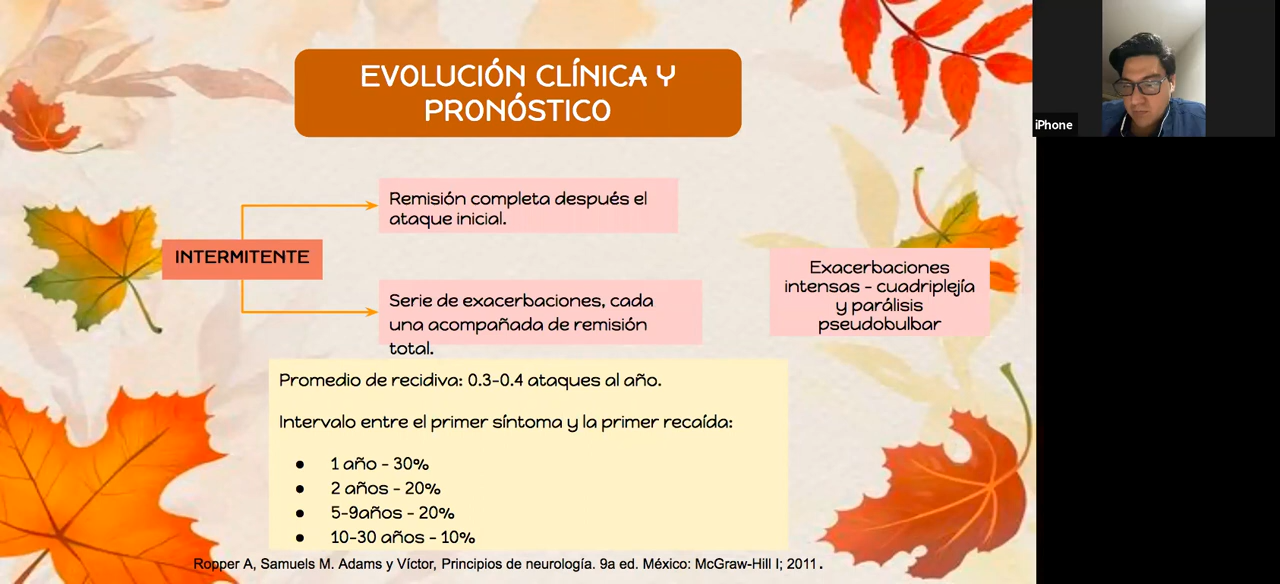 EVOLUCIÓN CLÍNICA Y
PRONÓSTICO
iPhone
Remisión completa después el
ataque inicial.
INTERMITENTE
Serie de exacerbaciones, cada
una acompañada de remisión
total.
Exacerbaciones
intensas - cuadriplejía
y parálisis
pseudobulbar
Promedio de recidiva: 0.3-0.4 ataques al año.
Intervalo entre el primer síntoma y la primer recaída:
● 1 año - 30%
● 2 años - 20%
● 5-9años - 20%
● 10-30 años - 10%
Ropper A, Samuels M. Adams y Víctor, Principios de neurología. 9a ed. México: McGraw-Hill I; 2011.